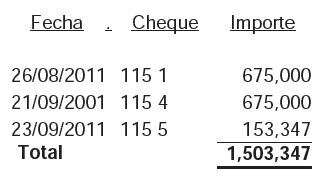 Fecha . Cheque Importe
26/08/2011 115 1 675,000
21/09/2001 115 4 675,000
23/09/2011 115 5 153,347
Total 1,503,347